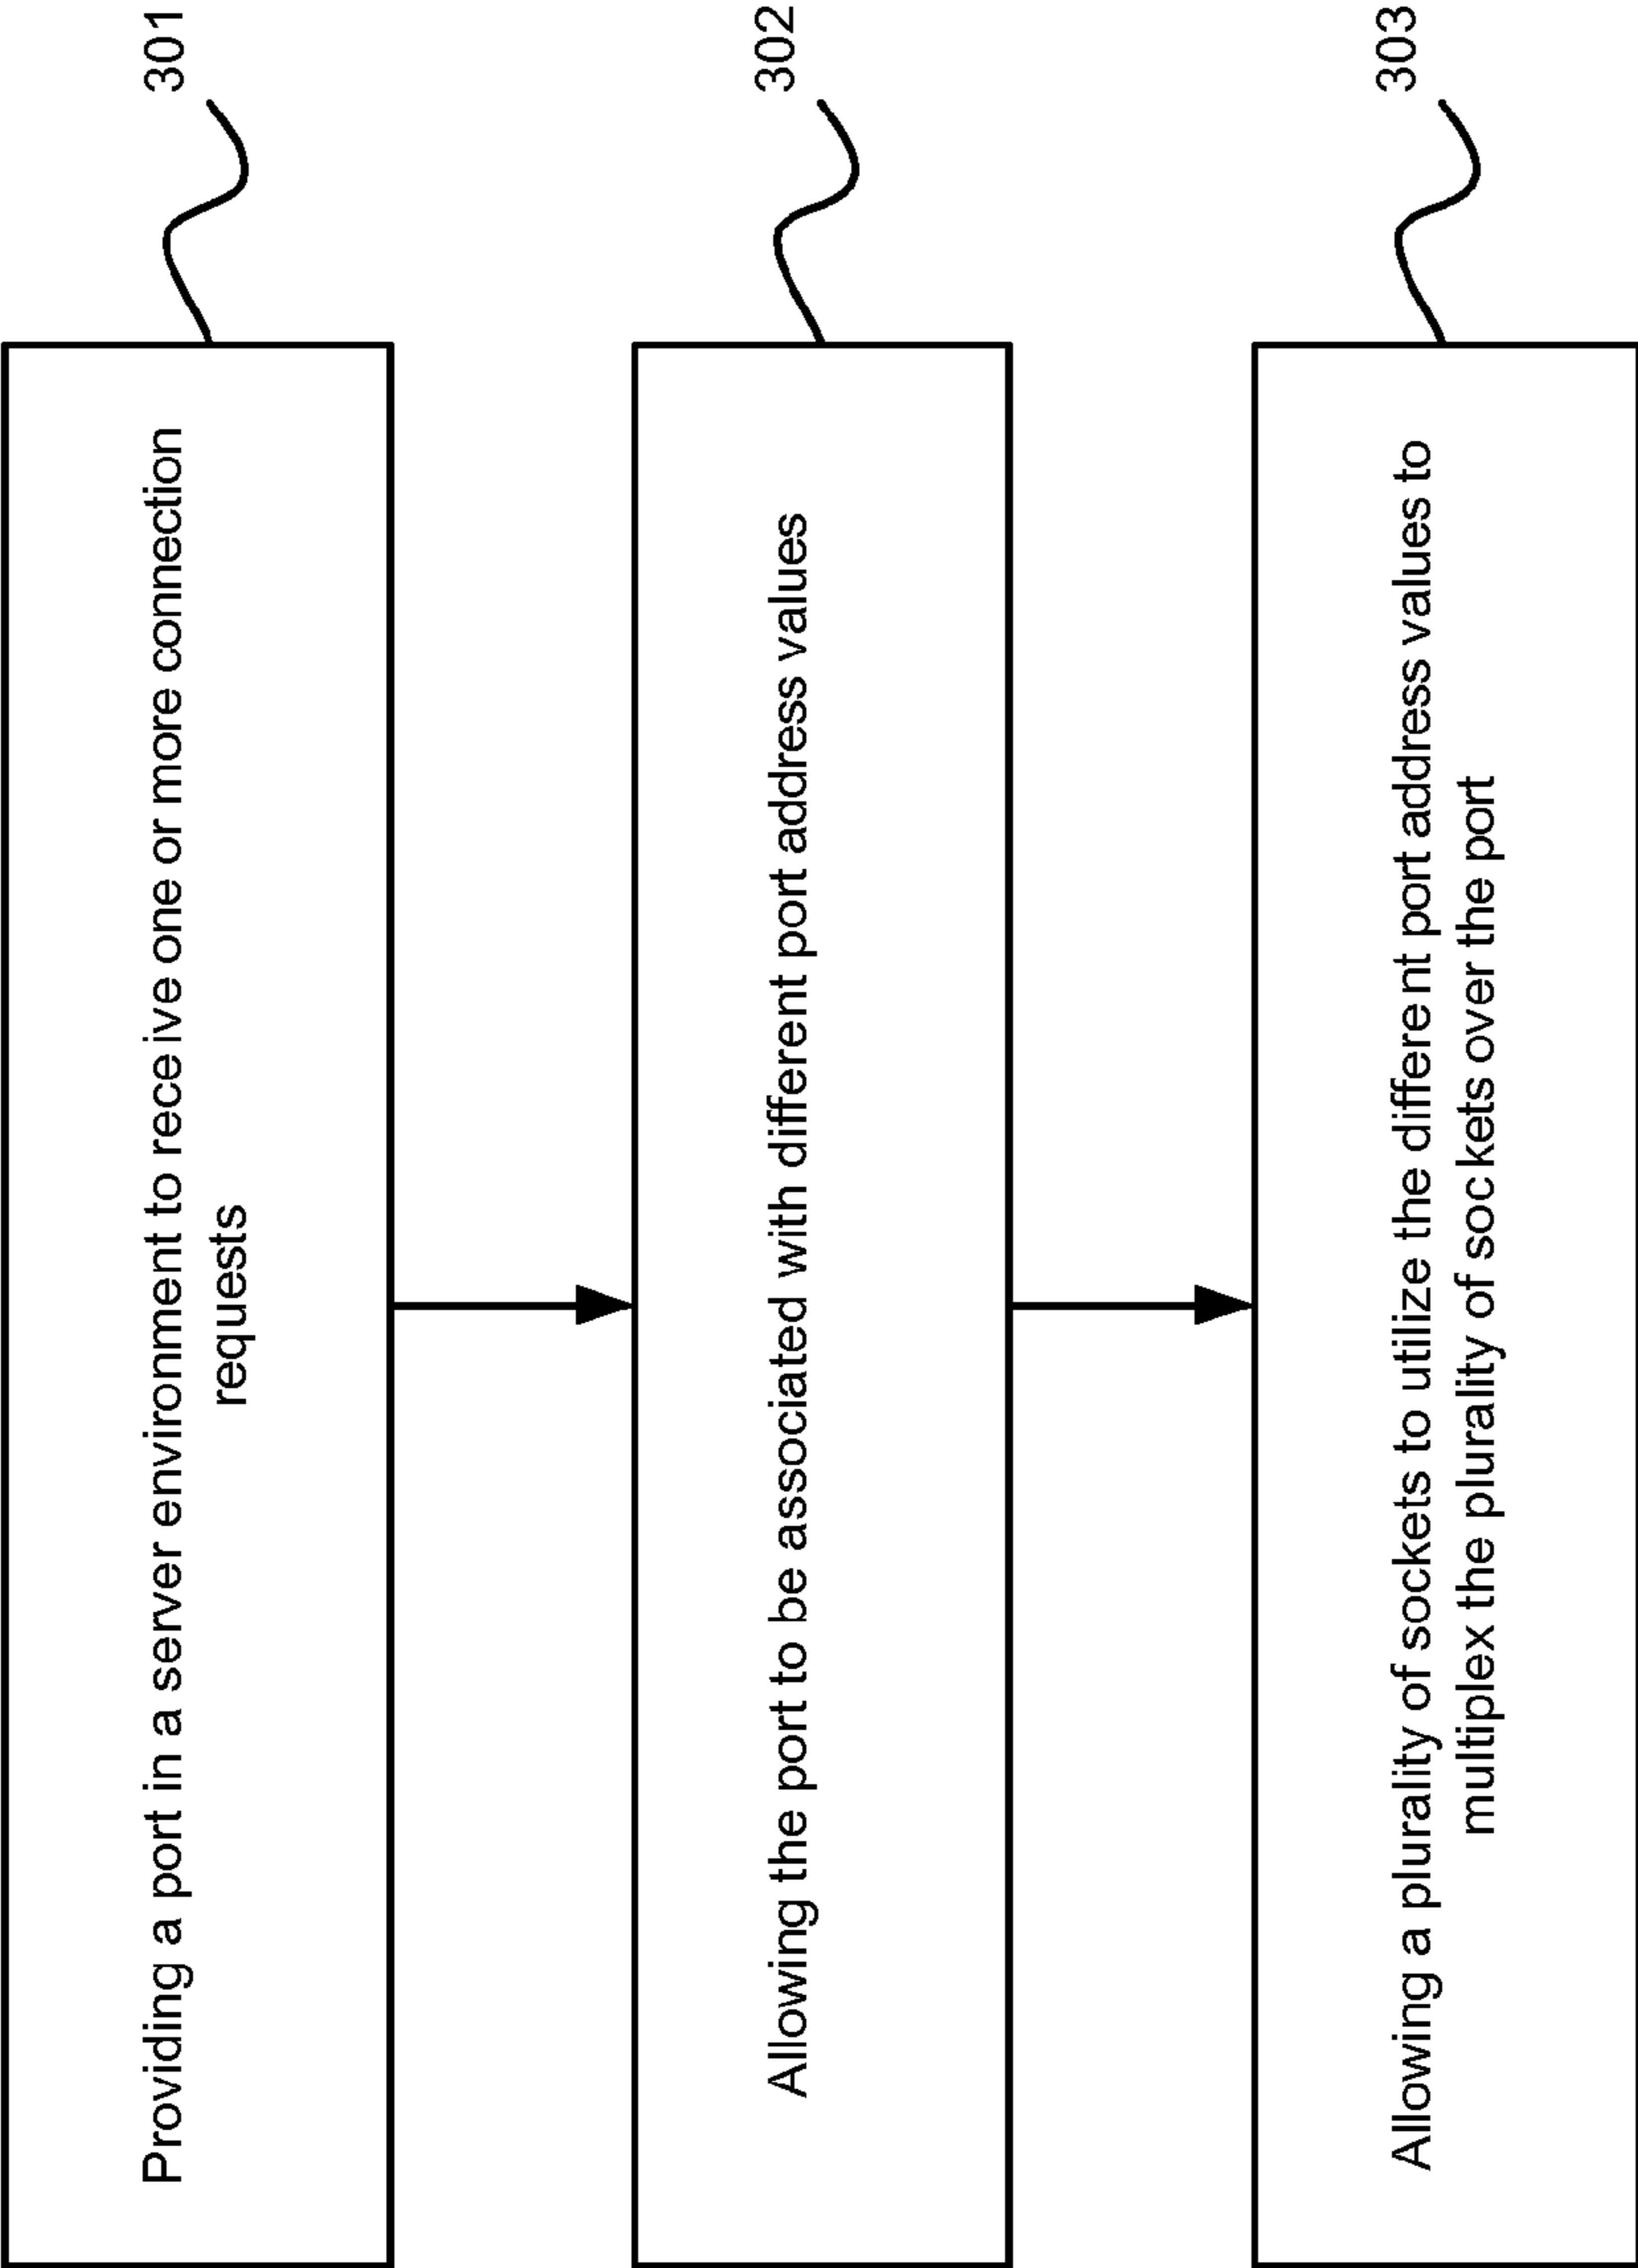 Providing a port in a server environment to receive one or more connection
requests
301
Allowing the port to be associated with different port address values
302
Allowing a plurality of sockets to utilize the different port address values to
multiplex the plurality of sockets over the port
303